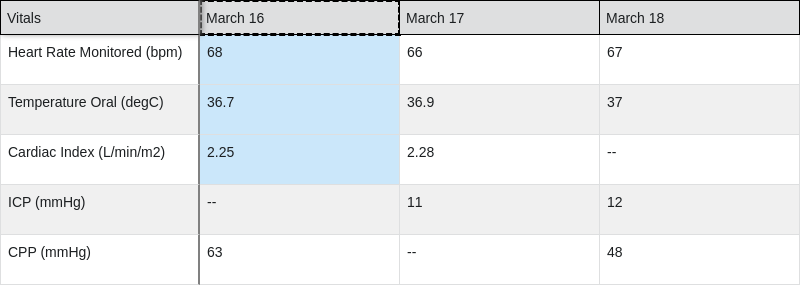 Vitals March 16 March 17 March 18
Heart Rate Monitored (bpm) 68 66 67
Temperature Oral (degC) 36.7 36.9 37
Cardiac Index (L/min/m2) 2.25 2.28 --
ICP (mmHg) -- 11 12
CPP (mmHg) 63 -- 48